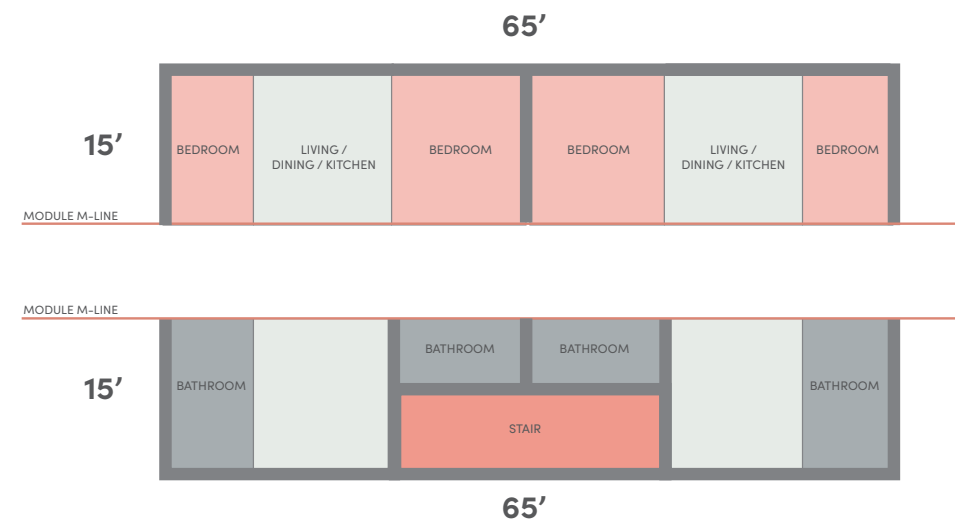 65’
15’
BEDROOM
LIVING /
DINING / KITCHEN
BEDROOM
BEDROOM
LIVING /
DINING / KITCHEN
BEDROOM
MODULE M-LINE
MODULE M-LINE
15’
BATHROOM
BATHROOM
BATHROOM
BATHROOM
STAIR
65’